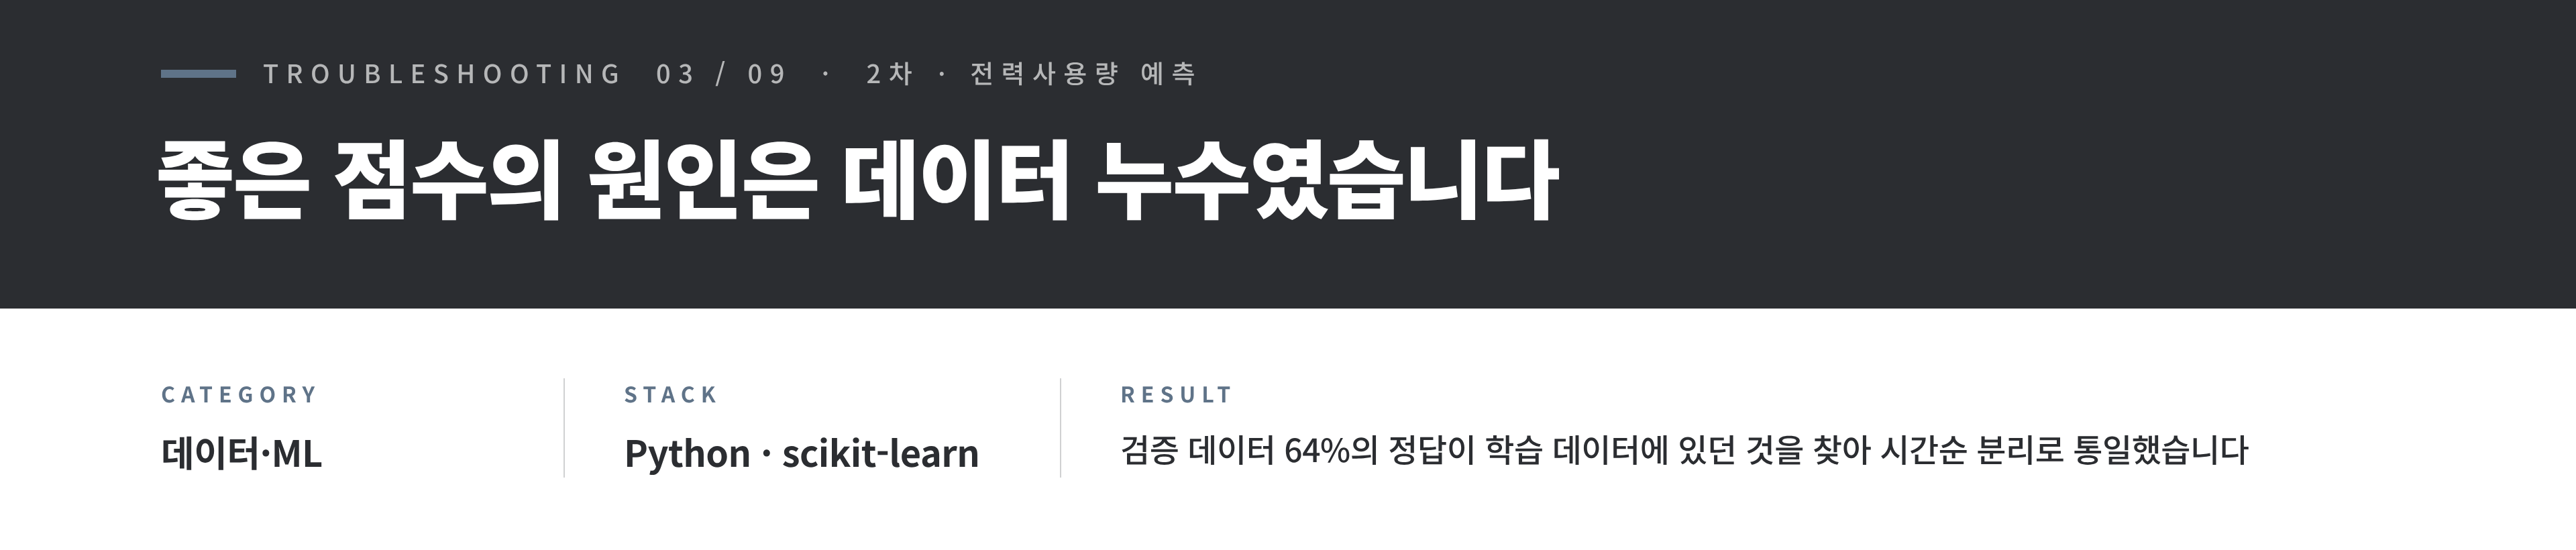 TROUBLESHOOTING 03 / 09 · 2차 · 전력사용량 예측
좋은 점수의 원인은 데이터 누수였습니다
CATEGORY
데이터·ML
STACK
Python · scikit-learn
RESULT
검증 데이터 64%의 정답이 학습 데이터에 있던 것을 찾아 시간순 분리로 통일했습니다